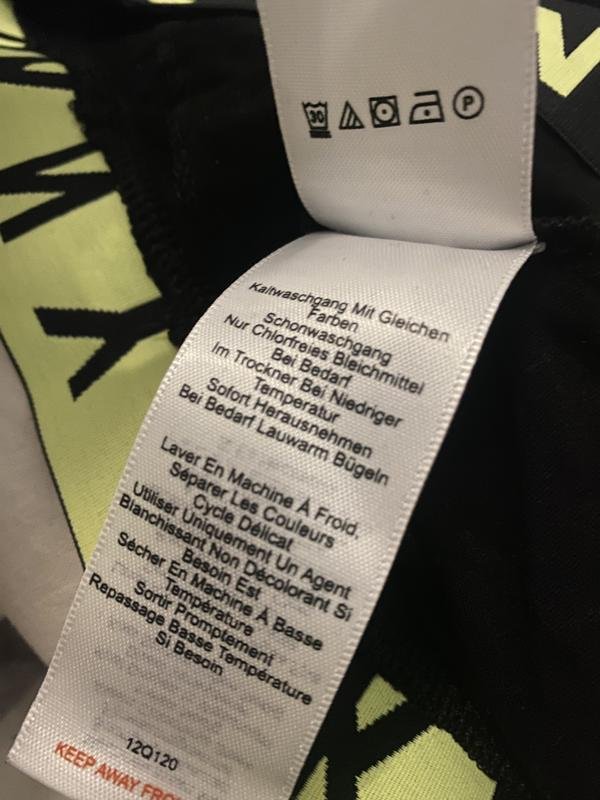 30
P
Kaltwaschgang Mit Gleichen
Farben
Schonwaschgang
Nur Chlorfreies Bleichmittel
Bei Bedarf
Im Trockner Bei Niedriger
Temperatur
Sofort Herausnehmen
Bei Bedarf Lauwarm Bügeln
Laver En Machine À Froid,
Séparer Les Couleurs
Cycle Délicat
Utiliser Uniquement Un Agent
Blanchissant Non Décolorant Si
Besoin Est
Sécher En Machine À Basse
Température
Sortir Promptement
Repassage Basse Température
Si Besoin
12Q120
KEEP AWAY